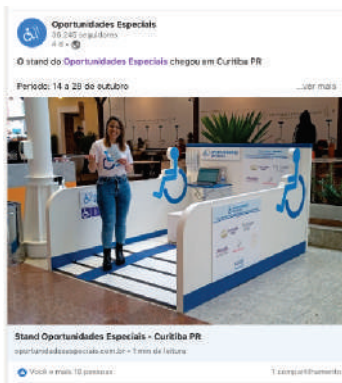 Oportunidades Especiais
seguidores
O stand do Oportunidades Especiais chegou em Curitiba PR
Período: 14 a 28 de outubro
...ver mais
Stand Oportunidades Especiais - Curitiba PR
oportunidadesespeciais.com.br • 1 min de leitura
Você e mais 10 pessoas
1 compartilhamento